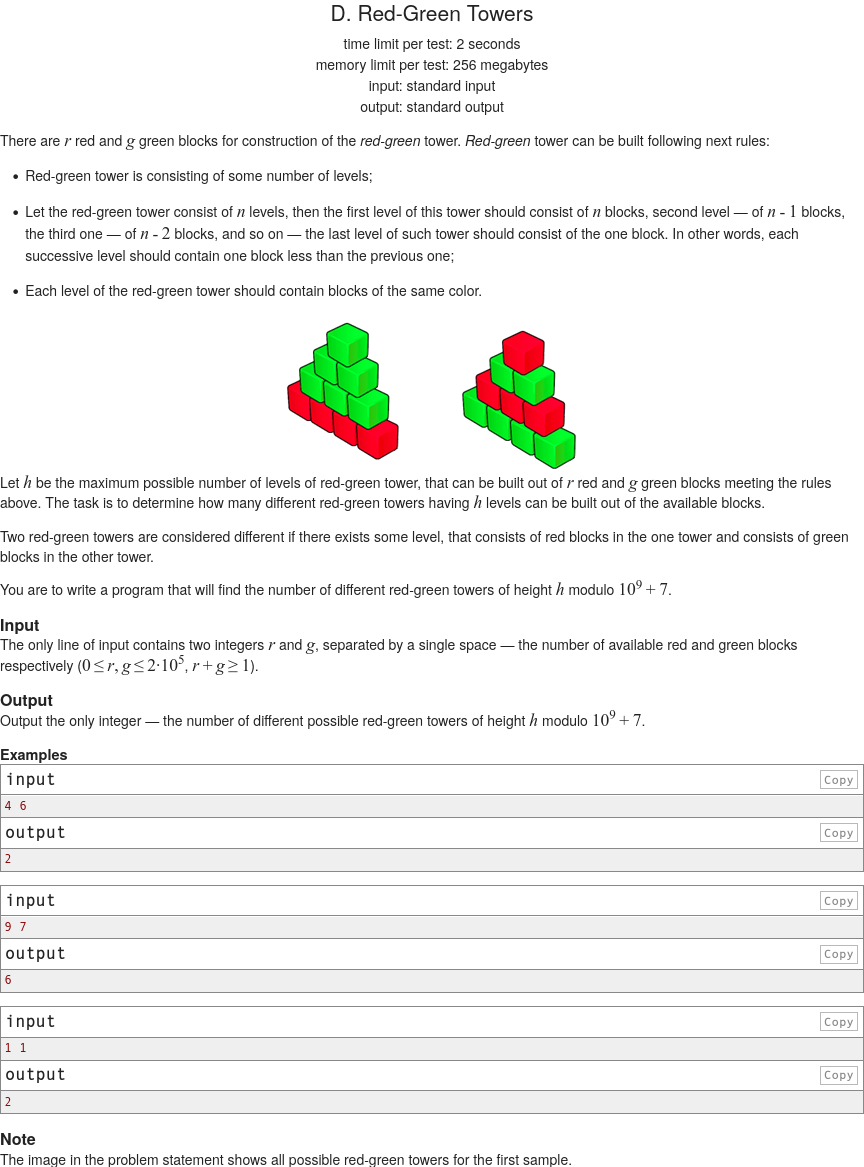 D. Red-Green Towers
time limit per test: 2 seconds
memory limit per test: 256 megabytes
input: standard input
output: standard output
There are r red and g green blocks for construction of the red-green tower. Red-green tower can be built following next rules:
• Red-green tower is consisting of some number of levels;
• Let the red-green tower consist of n levels, then the first level of this tower should consist of n blocks, second level — of n - 1 blocks,
the third one — of n - 2 blocks, and so on — the last level of such tower should consist of the one block. In other words, each
successive level should contain one block less than the previous one;
• Each level of the red-green tower should contain blocks of the same color.
Let h be the maximum possible number of levels of red-green tower, that can be built out of r red and g green blocks meeting the rules
above. The task is to determine how many different red-green towers having h levels can be built out of the available blocks.
Two red-green towers are considered different if there exists some level, that consists of red blocks in the one tower and consists of green
blocks in the other tower.
You are to write a program that will find the number of different red-green towers of height h modulo 10^9 + 7.
Input
The only line of input contains two integers r and g, separated by a single space — the number of available red and green blocks
respectively (0 ≤ r, g ≤ 2·10^5, r + g ≥ 1).
Output
Output the only integer — the number of different possible red-green towers of height h modulo 10^9 + 7.
Examples
input Copy
4 6
output Copy
2
input Copy
9 7
output Copy
6
input Copy
1 1
output Copy
2
Note
The image in the problem statement shows all possible red-green towers for the first sample.